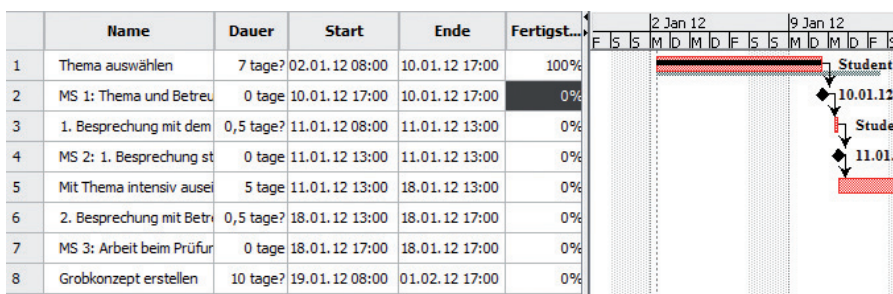 Name Dauer Start Ende Fertigst... 2 Jan 12 9 Jan 12
F S S M D M D F S S M D M D F S
1 Thema auswählen 7 tage? 02.01.12 08:00 10.01.12 17:00 100% Student
2 MS 1: Thema und Betreu 0 tage 10.01.12 17:00 10.01.12 17:00 0% 10.01.12
3 1. Besprechung mit dem 0,5 tage? 11.01.12 08:00 11.01.12 13:00 0% Stude
4 MS 2: 1. Besprechung st 0 tage 11.01.12 13:00 11.01.12 13:00 0% 11.01.
5 Mit Thema intensiv ausei 5 tage 11.01.12 13:00 18.01.12 13:00 0%
6 2. Besprechung mit Betr 0,5 tage? 18.01.12 13:00 18.01.12 17:00 0%
7 MS 3: Arbeit beim Prüfur 0 tage 18.01.12 17:00 18.01.12 17:00 0%
8 Grobkonzept erstellen 10 tage? 19.01.12 08:00 01.02.12 17:00 0%